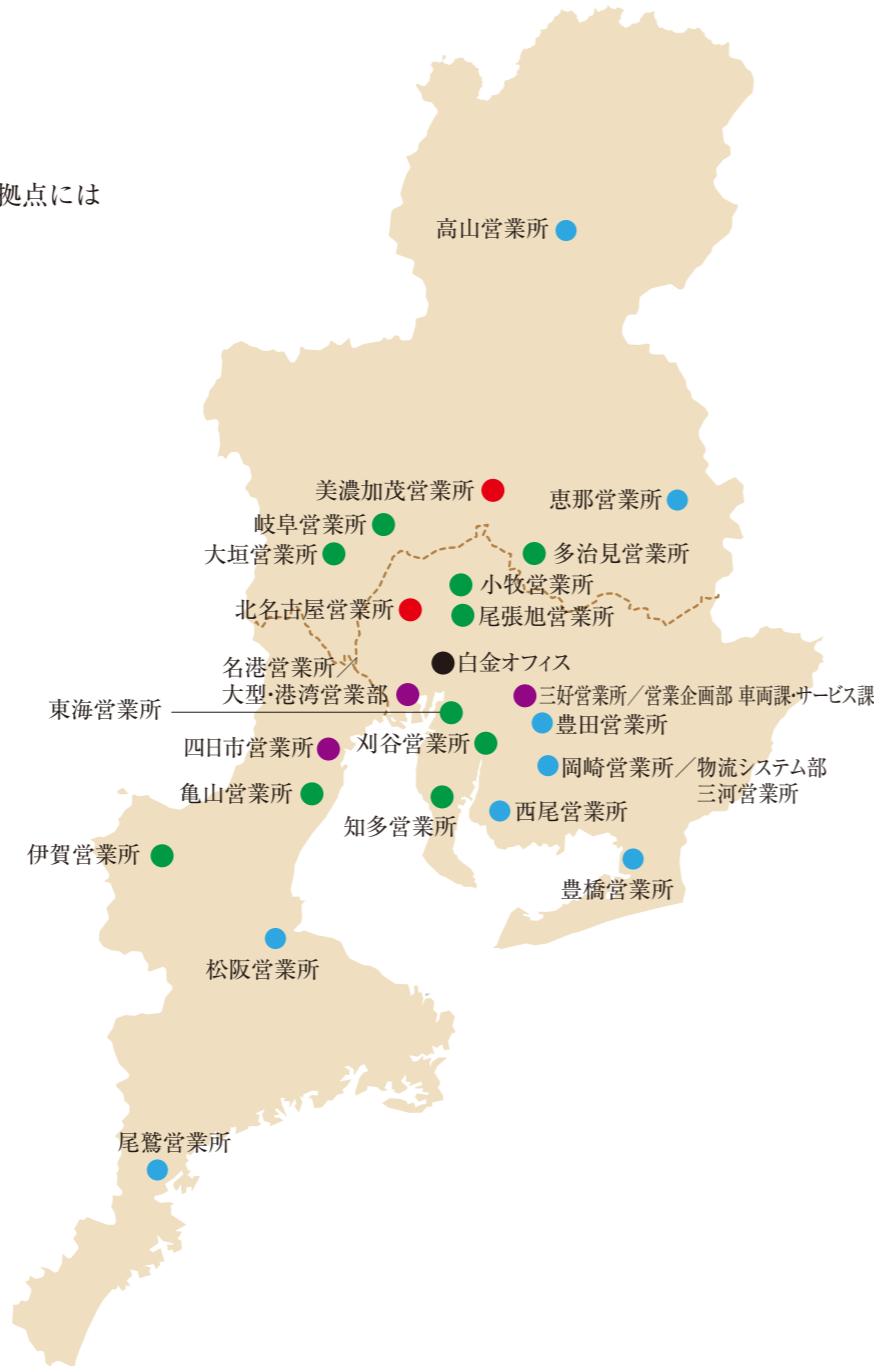 拠点には
高山営業所
美濃加茂営業所
恵那営業所
岐阜営業所
大垣営業所
多治見営業所
小牧営業所
北名古屋営業所
尾張旭営業所
白金オフィス
名港営業所／
大型・港湾営業部
三好営業所／営業企画部 車両課・サービス課
東海営業所
豊田営業所
四日市営業所
刈谷営業所
岡崎営業所／物流システム部
三河営業所
亀山営業所
知多営業所
西尾営業所
伊賀営業所
豊橋営業所
松阪営業所
尾鷲営業所